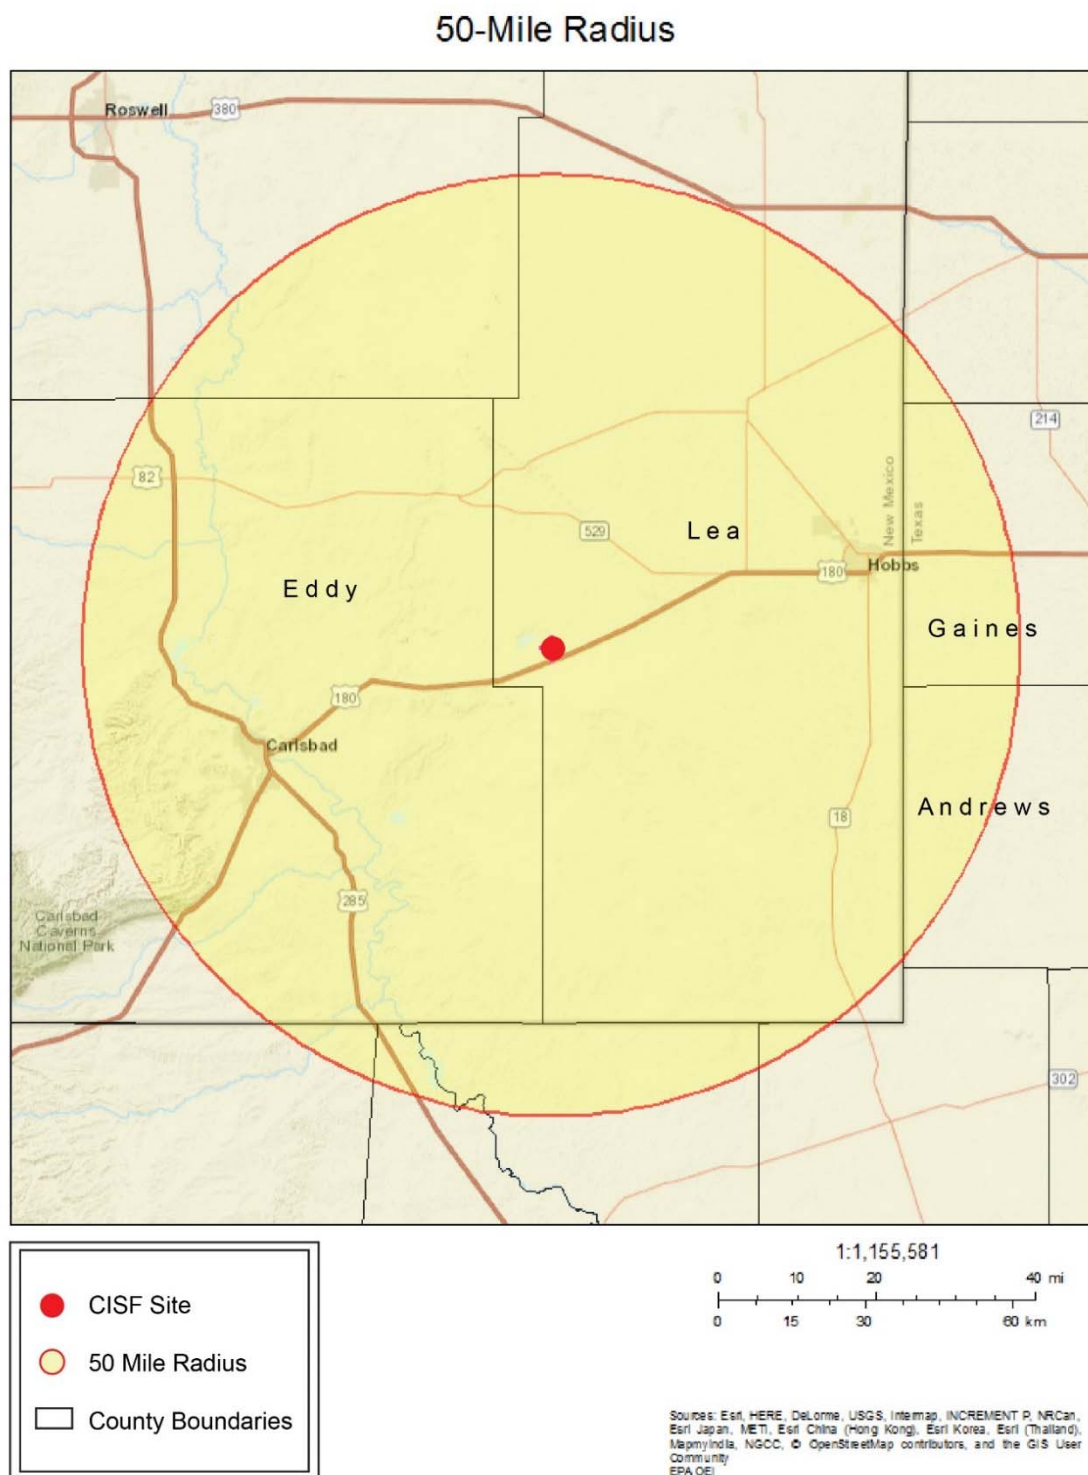 50-Mile Radius
Roswell
380
82
214
529
New Mexico
Texas
Lea
Hobbs
180
Eddy
Gaines
180
Carlsbad
Andrews
18
285
Carlsbad
Caverns
National Park
302
1:1,155,581
0 10 20 40 mi
0 15 30 60 km
CISF Site
50 Mile Radius
County Boundaries
Sources: Esri, HERE, DeLorme, USGS, Intermap, INCREMENT P, NRCan,
Esri Japan, METI, Esri China (Hong Kong), Esri Korea, Esri (Thailand),
MapmyIndia, NGCC, © OpenStreetMap contributors, and the GIS User
Community
EPA OEI